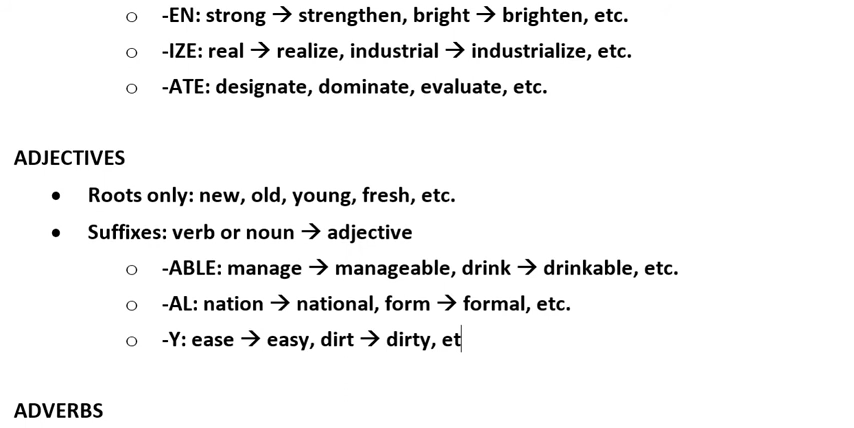 o -EN: strong → strengthen, bright → brighten, etc.
o -IZE: real → realize, industrial → industrialize, etc.
o -ATE: designate, dominate, evaluate, etc.
ADJECTIVES
• Roots only: new, old, young, fresh, etc.
• Suffixes: verb or noun → adjective
o -ABLE: manage → manageable, drink → drinkable, etc.
o -AL: nation → national, form → formal, etc.
o -Y: ease → easy, dirt → dirty, et
ADVERBS